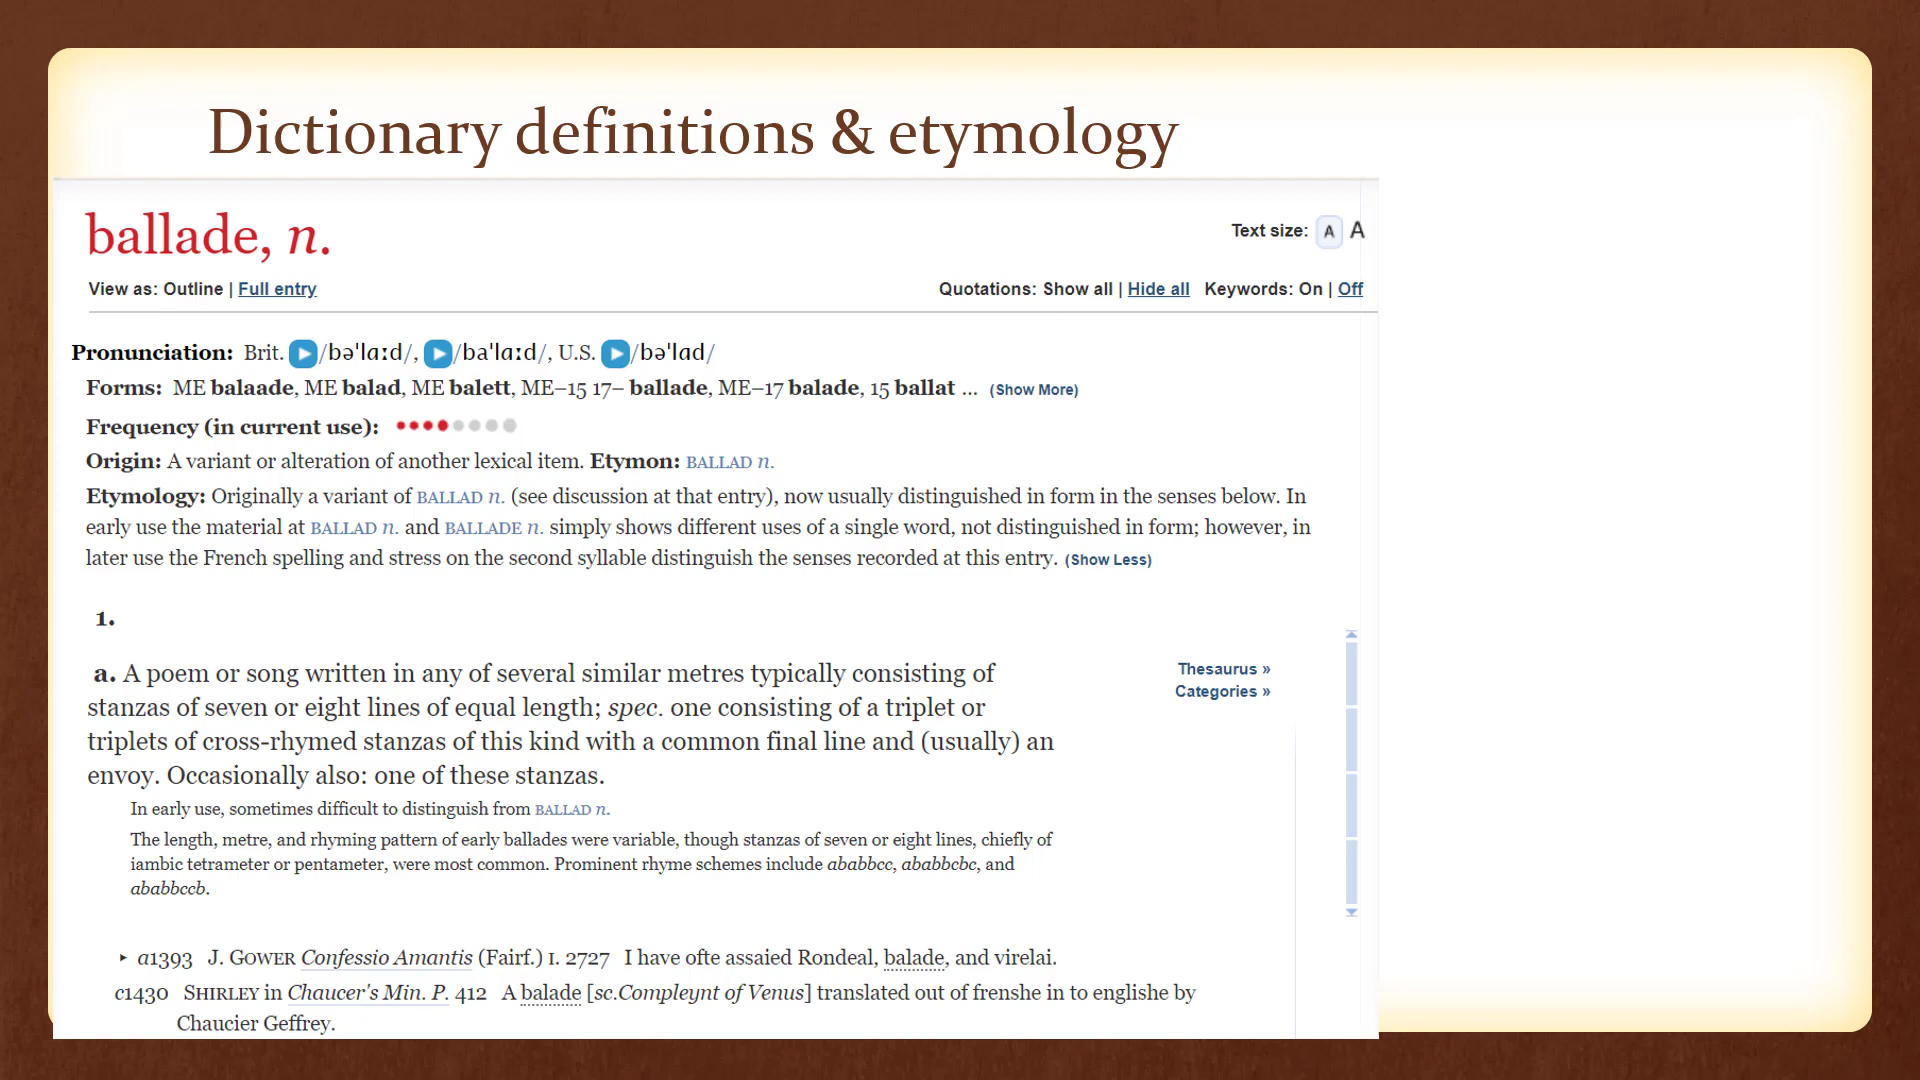 Dictionary definitions & etymology
ballade, n.
Text size: A A
View as: Outline | Full entry
Quotations: Show all | Hide all Keywords: On | Off
Pronunciation: Brit. /bəˈlɑːd/, /baˈlɑːd/, U.S. /bəˈlɑd/
Forms: ME balaade, ME balad, ME balett, ME–15 17– ballade, ME–17 balade, 15 ballat ... (Show More)
Frequency (in current use):
Origin: A variant or alteration of another lexical item. Etymon: BALLAD n.
Etymology: Originally a variant of BALLAD n. (see discussion at that entry), now usually distinguished in form in the senses below. In
early use the material at BALLAD n. and BALLADE n. simply shows different uses of a single word, not distinguished in form; however, in
later use the French spelling and stress on the second syllable distinguish the senses recorded at this entry. (Show Less)
1.
a. A poem or song written in any of several similar metres typically consisting of
stanzas of seven or eight lines of equal length; spec. one consisting of a triplet or
triplets of cross-rhymed stanzas of this kind with a common final line and (usually) an
envoy. Occasionally also: one of these stanzas.
Thesaurus »
Categories »
In early use, sometimes difficult to distinguish from BALLAD n.
The length, metre, and rhyming pattern of early ballades were variable, though stanzas of seven or eight lines, chiefly of
iambic tetrameter or pentameter, were most common. Prominent rhyme schemes include ababbcc, ababbcbc, and
ababbccb.
a1393 J. GOWER Confessio Amantis (Fairf.) I. 2727 I have ofte assaied Rondeal, balade, and virelai.
c1430 SHIRLEY in Chaucer's Min. P. 412 A balade [sc.Compleynt of Venus] translated out of frenshe in to englishe by
Chaucier Geffrey.